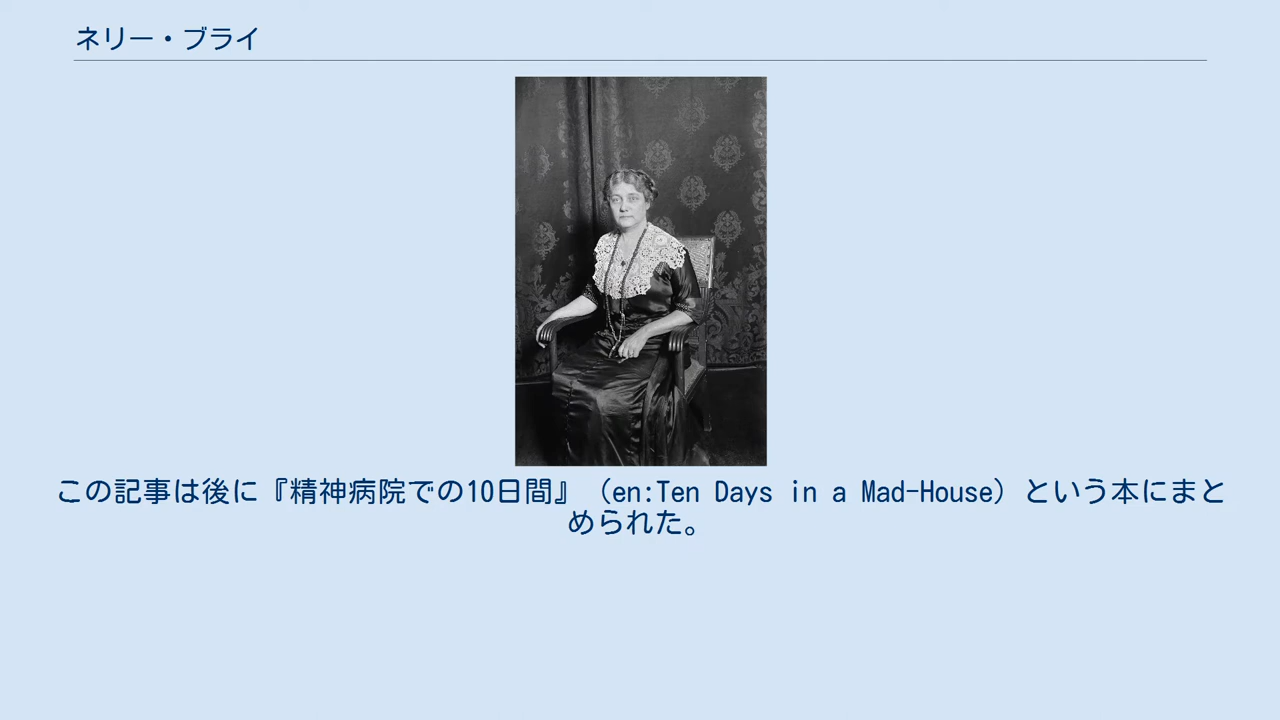 ネリー・ブライ
この記事は後に『精神病院での10日間』（en:Ten Days in a Mad-House）という本にまと
められた。